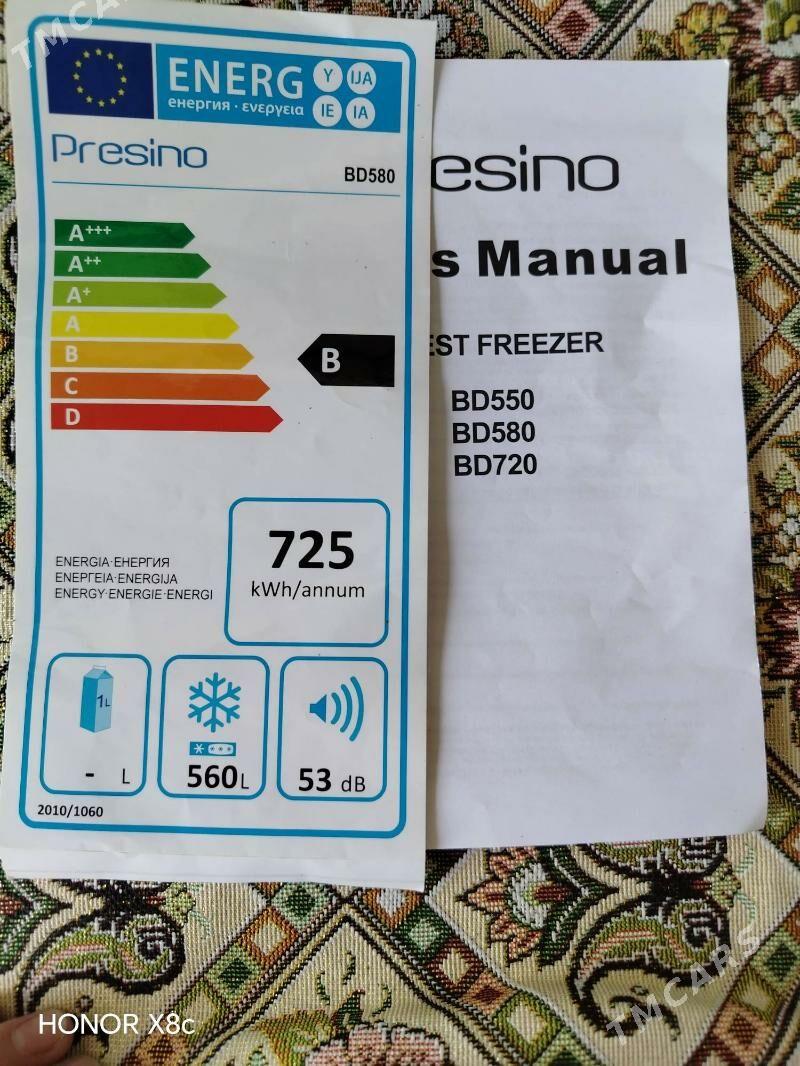 TMCARS
ENERG
Y IJA
IE IA
енергия · ενεργεια
Presino
BD580
A+++
A++
A+
A
B
C
D
B
ENERGIA·ЕНЕРГИЯ
ΕΝΕΡΓΕΙΑ·ENERGIJA
ENERGY·ENERGIE·ENERGI
725
kWh/annum
1L
- L
560L
53 dB
2010/1060
esino
s Manual
EST FREEZER
BD550
BD580
BD720
TMCARS
HONOR X8c